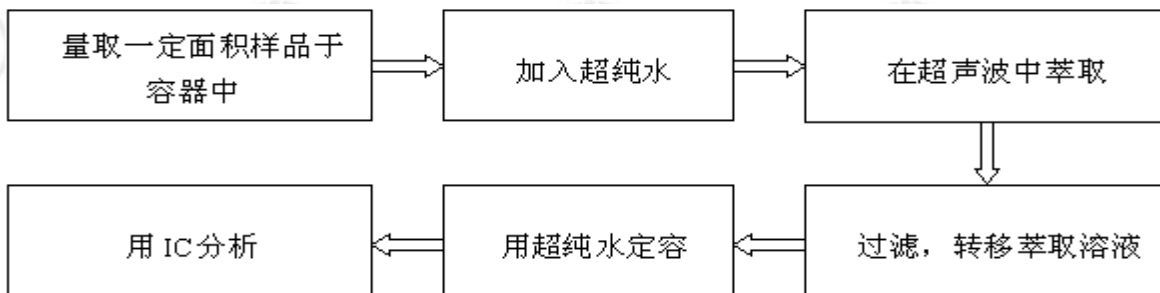 量取一定面积样品于
容器中
加入超纯水
在超声波中萃取
过滤，转移萃取溶液
用超纯水定容
用 IC 分析